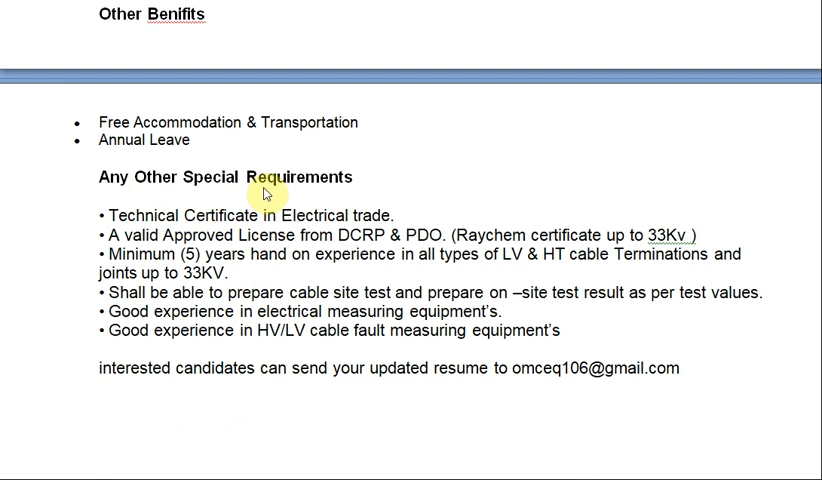 Other Benifits
• Free Accommodation & Transportation
• Annual Leave
Any Other Special Requirements
• Technical Certificate in Electrical trade.
• A valid Approved License from DCRP & PDO. (Raychem certificate up to 33Kv )
• Minimum (5) years hand on experience in all types of LV & HT cable Terminations and
joints up to 33KV.
• Shall be able to prepare cable site test and prepare on –site test result as per test values.
• Good experience in electrical measuring equipment’s.
• Good experience in HV/LV cable fault measuring equipment’s
interested candidates can send your updated resume to omceq106@gmail.com